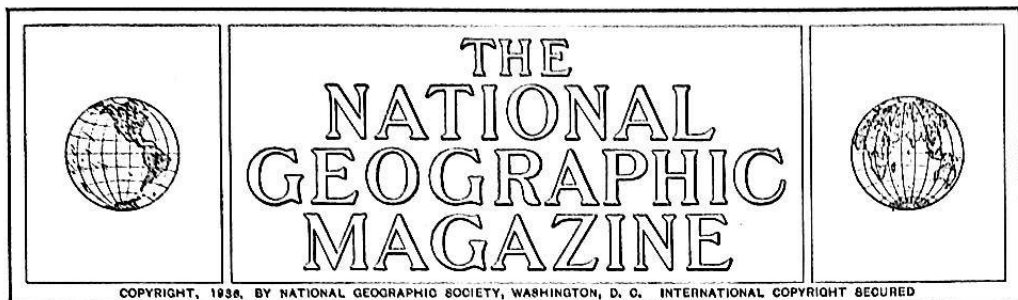 THE
NATIONAL
GEOGRAPHIC
MAGAZINE
COPYRIGHT, 1936, BY NATIONAL GEOGRAPHIC SOCIETY, WASHINGTON, D. C. INTERNATIONAL COPYRIGHT SECURED